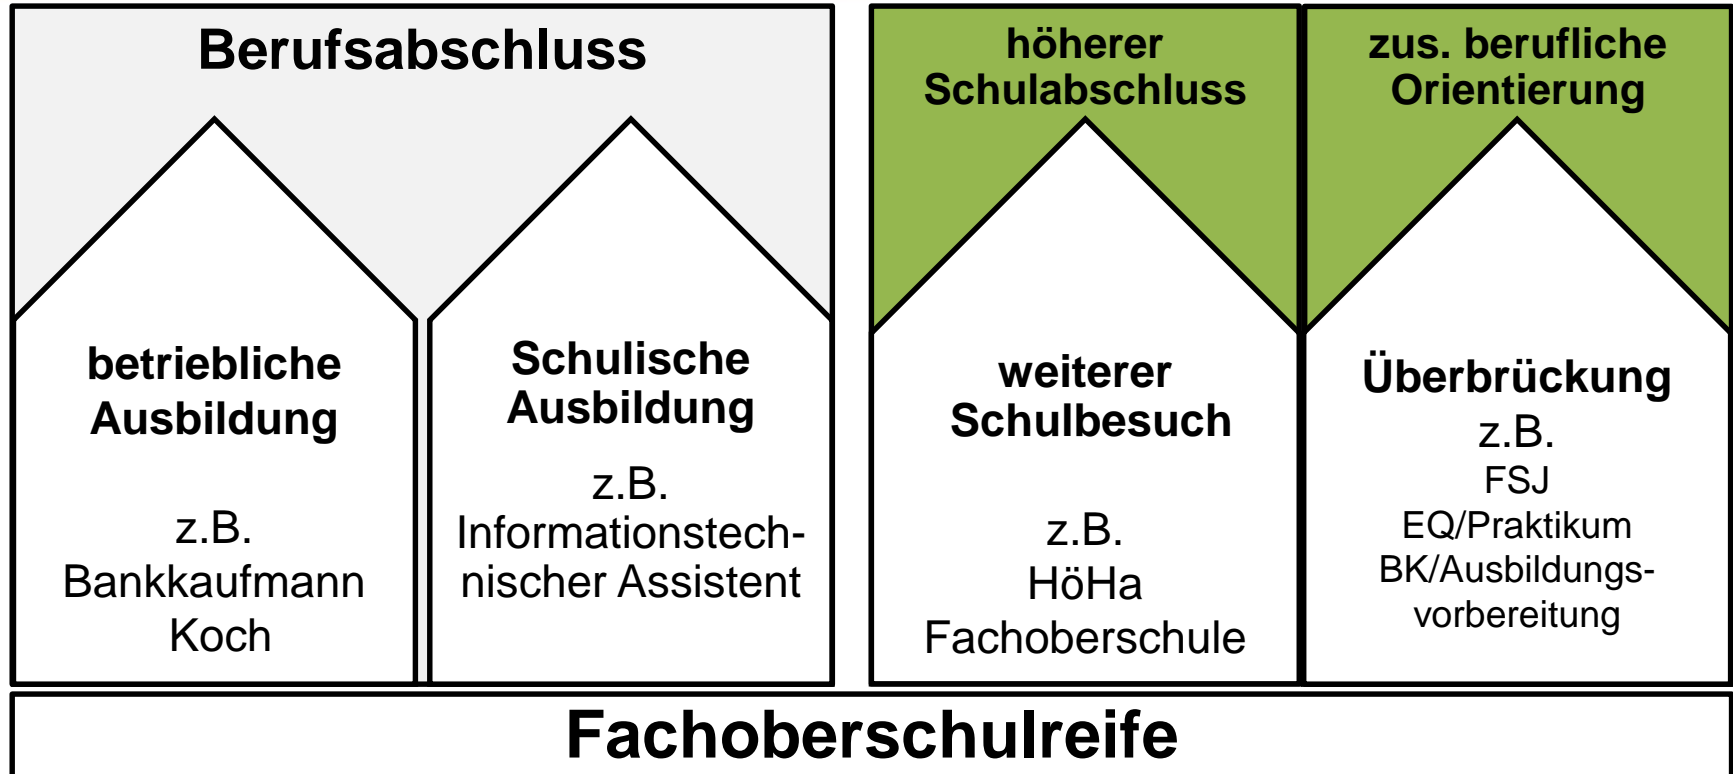 Berufsabschluss
höherer
Schulabschluss
zus. berufliche
Orientierung
betriebliche
Ausbildung
z.B.
Bankkaufmann
Koch
Schulische
Ausbildung
z.B.
Informationstech-
nischer Assistent
weiterer
Schulbesuch
z.B.
HöHa
Fachoberschule
Überbrückung
z.B.
FSJ
EQ/Praktikum
BK/Ausbildungs-
vorbereitung
Fachoberschulreife